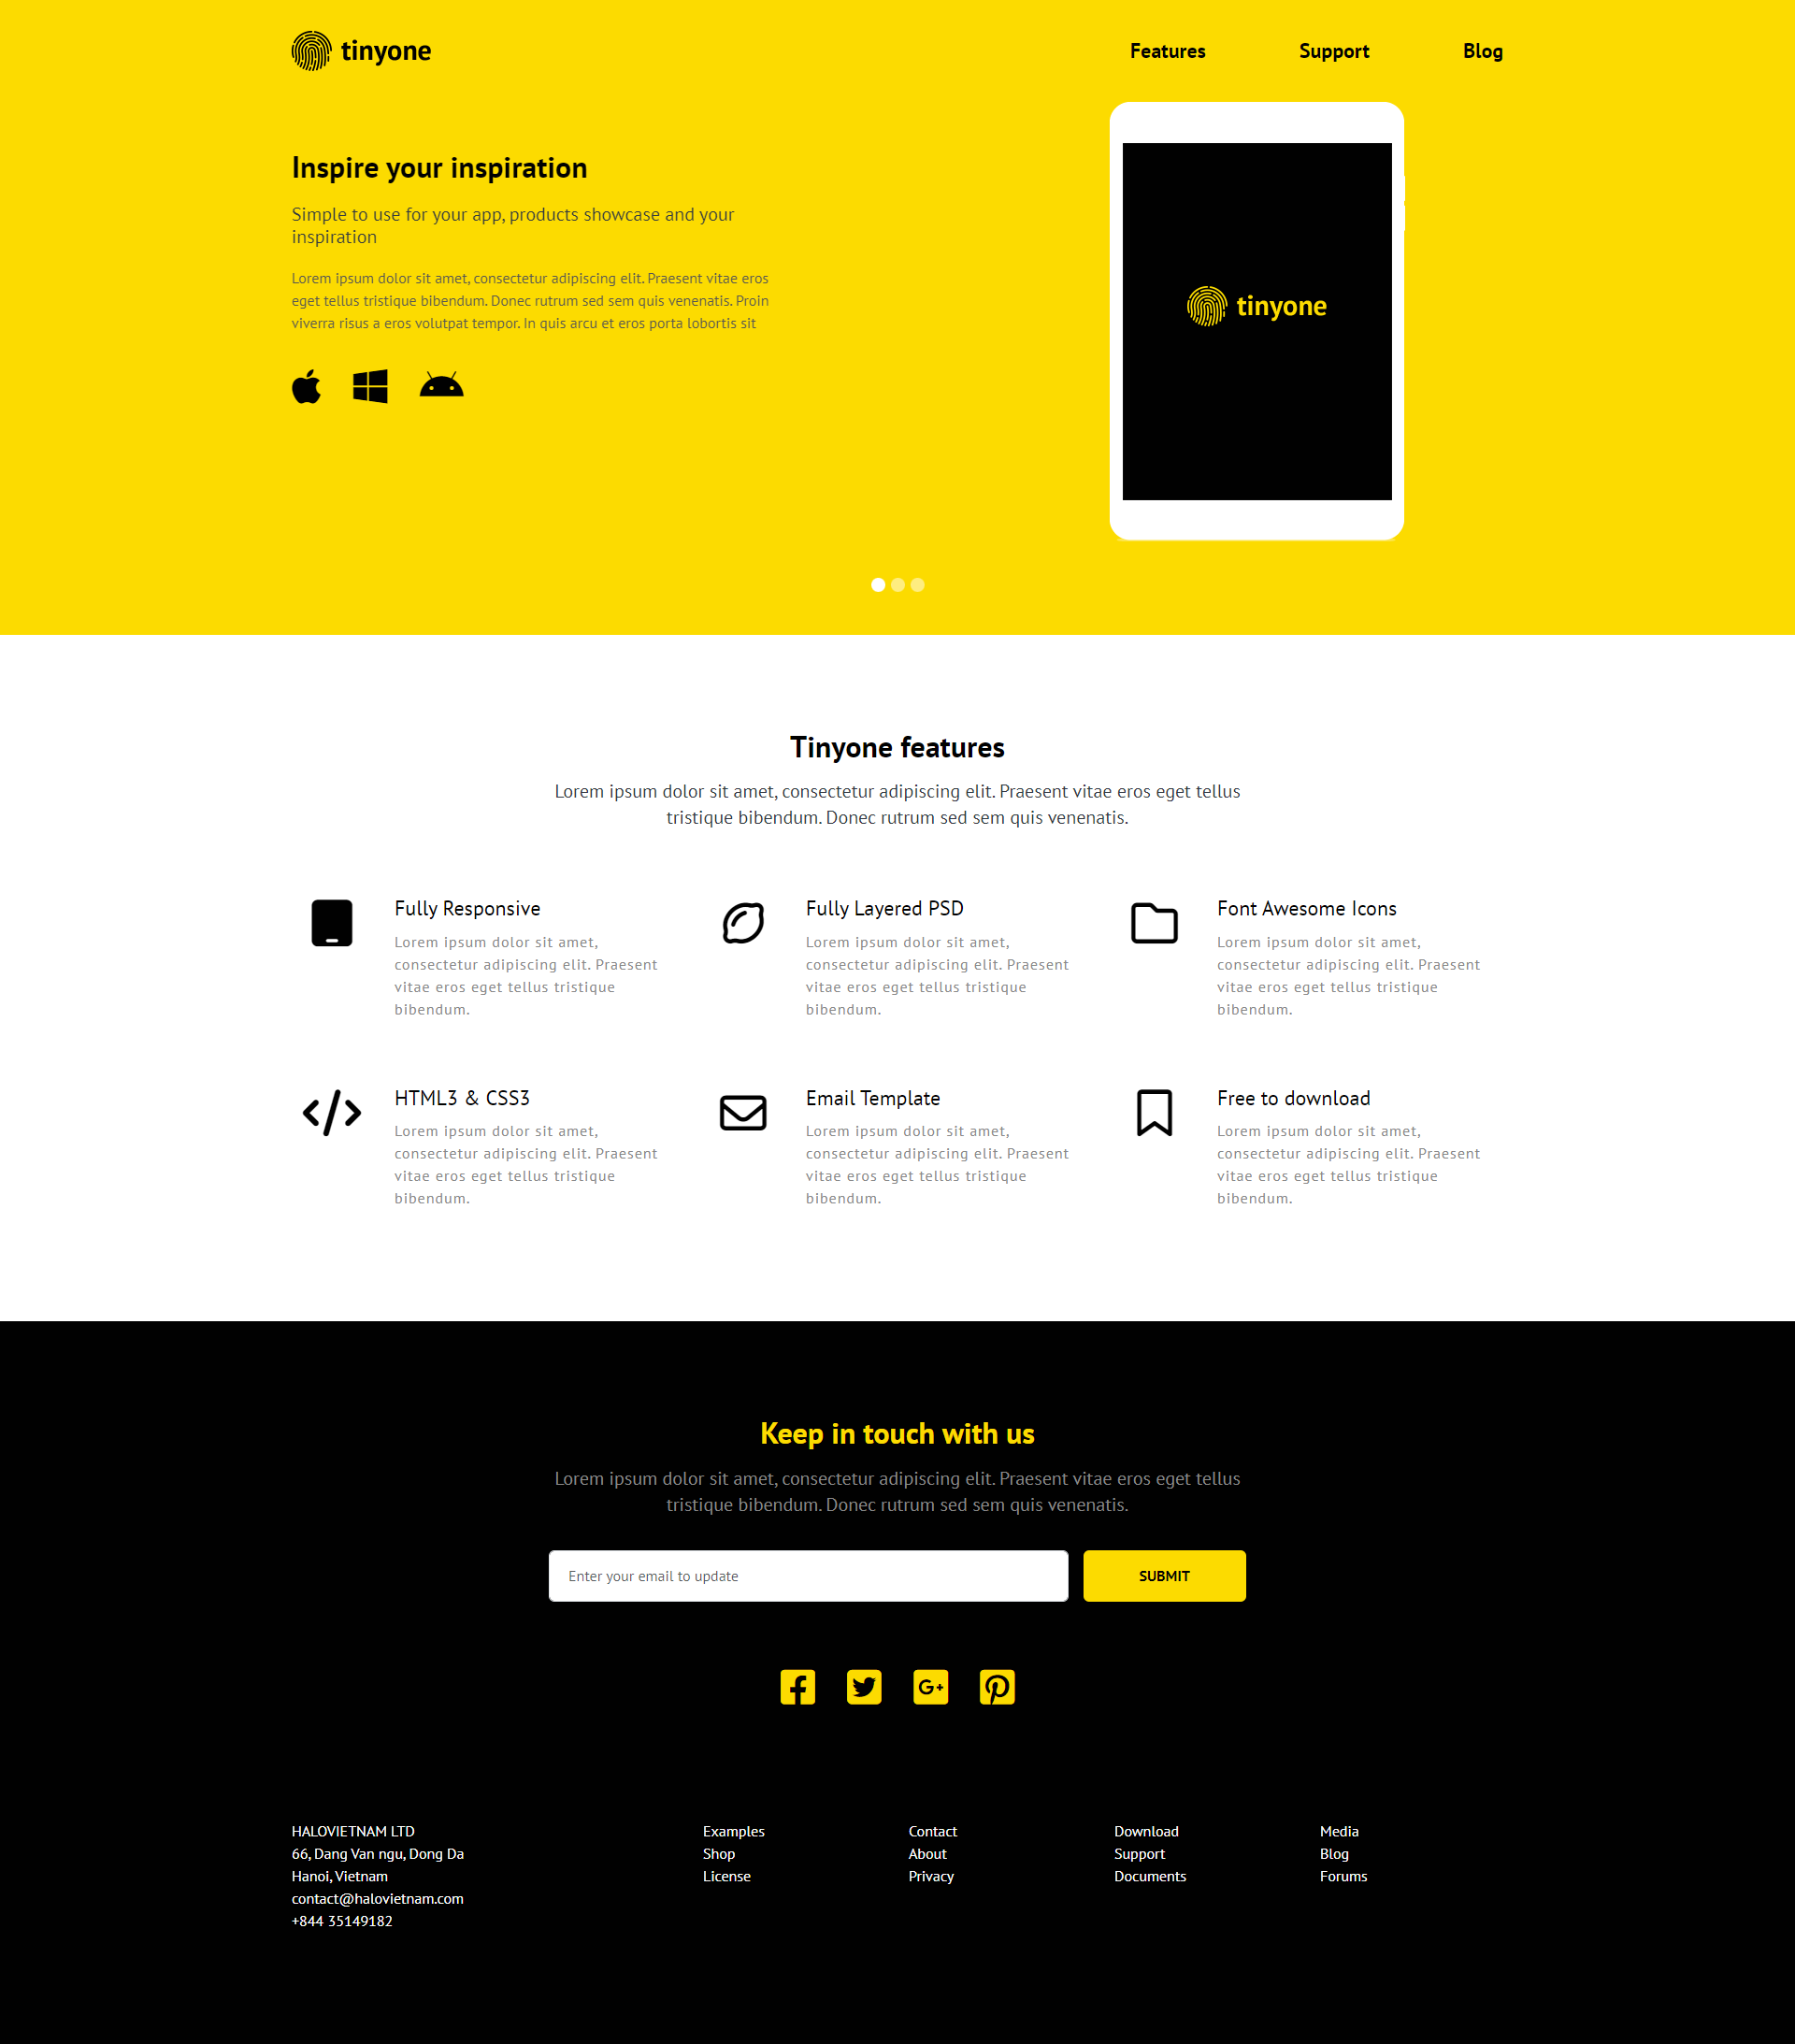 tinyone
Features
Support
Blog
Inspire your inspiration
Simple to use for your app, products showcase and your
inspiration
Lorem ipsum dolor sit amet, consectetur adipiscing elit. Praesent vitae eros
eget tellus tristique bibendum. Donec rutrum sed sem quis venenatis. Proin
viverra risus a eros volutpat tempor. In quis arcu et eros porta lobortis sit
tinyone
Tinyone features
Lorem ipsum dolor sit amet, consectetur adipiscing elit. Praesent vitae eros eget tellus
tristique bibendum. Donec rutrum sed sem quis venenatis.
Fully Responsive
Lorem ipsum dolor sit amet,
consectetur adipiscing elit. Praesent
vitae eros eget tellus tristique
bibendum.
Fully Layered PSD
Lorem ipsum dolor sit amet,
consectetur adipiscing elit. Praesent
vitae eros eget tellus tristique
bibendum.
Font Awesome Icons
Lorem ipsum dolor sit amet,
consectetur adipiscing elit. Praesent
vitae eros eget tellus tristique
bibendum.
HTML3 & CSS3
Lorem ipsum dolor sit amet,
consectetur adipiscing elit. Praesent
vitae eros eget tellus tristique
bibendum.
Email Template
Lorem ipsum dolor sit amet,
consectetur adipiscing elit. Praesent
vitae eros eget tellus tristique
bibendum.
Free to download
Lorem ipsum dolor sit amet,
consectetur adipiscing elit. Praesent
vitae eros eget tellus tristique
bibendum.
Keep in touch with us
Lorem ipsum dolor sit amet, consectetur adipiscing elit. Praesent vitae eros eget tellus
tristique bibendum. Donec rutrum sed sem quis venenatis.
Enter your email to update
SUBMIT
HALOVIETNAM LTD
66, Dang Van ngu, Dong Da
Hanoi, Vietnam
contact@halovietnam.com
+844 35149182
Examples
Shop
License
Contact
About
Privacy
Download
Support
Documents
Media
Blog
Forums